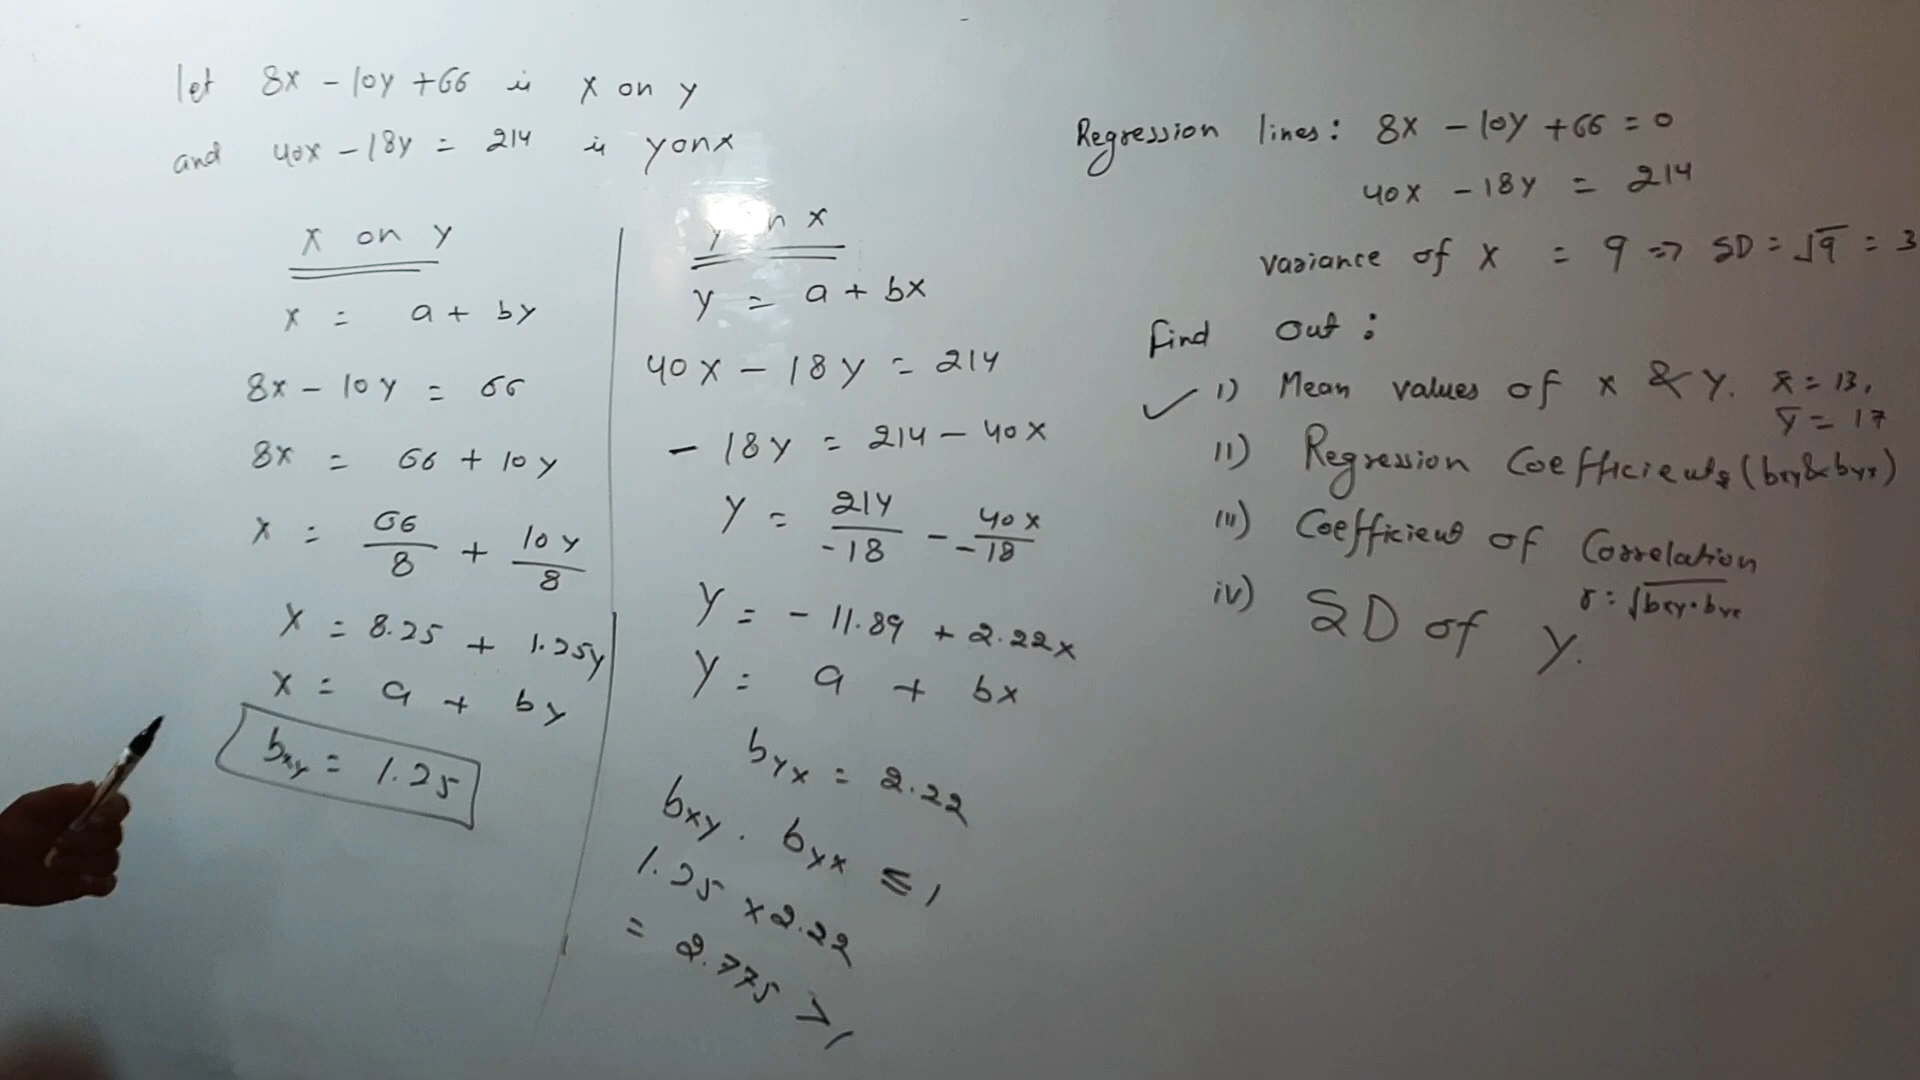 let 8x - 10y + 66 is x on y
and 40x - 18y = 214 is y on x
x on y
x = a + by
8x - 10y = 66
8x = 66 + 10y
x = 66/8 + 10y/8
x = 8.25 + 1.25y
x = a + by
bxy = 1.25
y n x
y = a + bx
40x - 18y = 214
- 18y = 214 - 40x
y = 214/-18 - 40x/-18
y = - 11.89 + 2.22x
y = a + bx
byx = 2.22
bxy . byx ≤ 1
1.25 x 2.22
= 2.775 > 1
Regression lines: 8x - 10y + 66 = 0
40x - 18y = 214
variance of x = 9 => SD = √9 = 3
Find out :
✓ i) Mean values of x & y. x̄ = 13,
ȳ = 17
ii) Regression Coefficients (bxy & byx)
iii) Coefficient of Correlation
r = √bxy.byx
iv) SD of y.